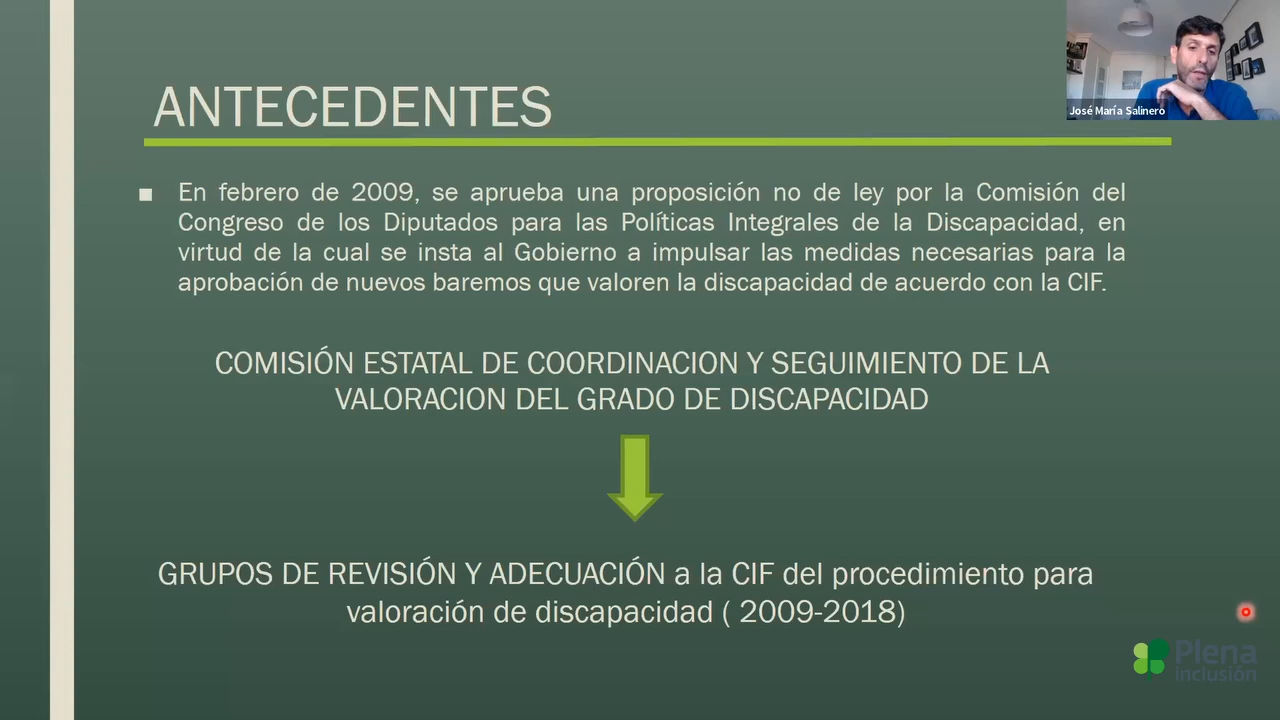 ANTECEDENTES
José María Salinero
■ En febrero de 2009, se aprueba una proposición no de ley por la Comisión del
Congreso de los Diputados para las Políticas Integrales de la Discapacidad, en
virtud de la cual se insta al Gobierno a impulsar las medidas necesarias para la
aprobación de nuevos baremos que valoren la discapacidad de acuerdo con la CIF.
COMISIÓN ESTATAL DE COORDINACION Y SEGUIMIENTO DE LA
VALORACION DEL GRADO DE DISCAPACIDAD
GRUPOS DE REVISIÓN Y ADECUACIÓN a la CIF del procedimiento para
valoración de discapacidad ( 2009-2018)
Plena
inclusión